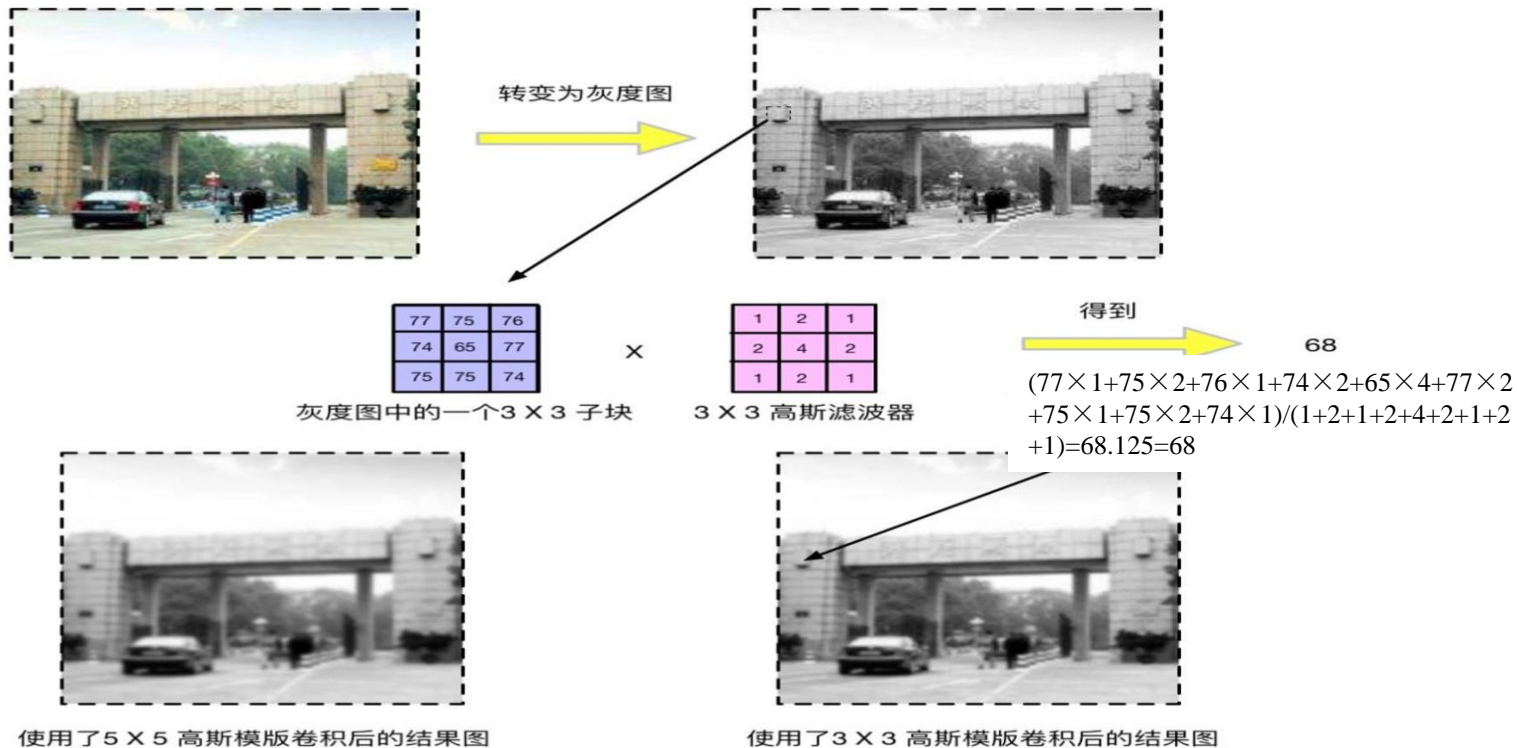 转变为灰度图
77 75 76
74 65 77
75 75 74
X
1 2 1
2 4 2
1 2 1
得到
68
(77×1+75×2+76×1+74×2+65×4+77×2
+75×1+75×2+74×1)/(1+2+1+2+4+2+1+2
+1)=68.125=68
灰度图中的一个3 X 3 子块
3 X 3 高斯滤波器
使用了5 X 5 高斯模版卷积后的结果图
使用了3 X 3 高斯模版卷积后的结果图